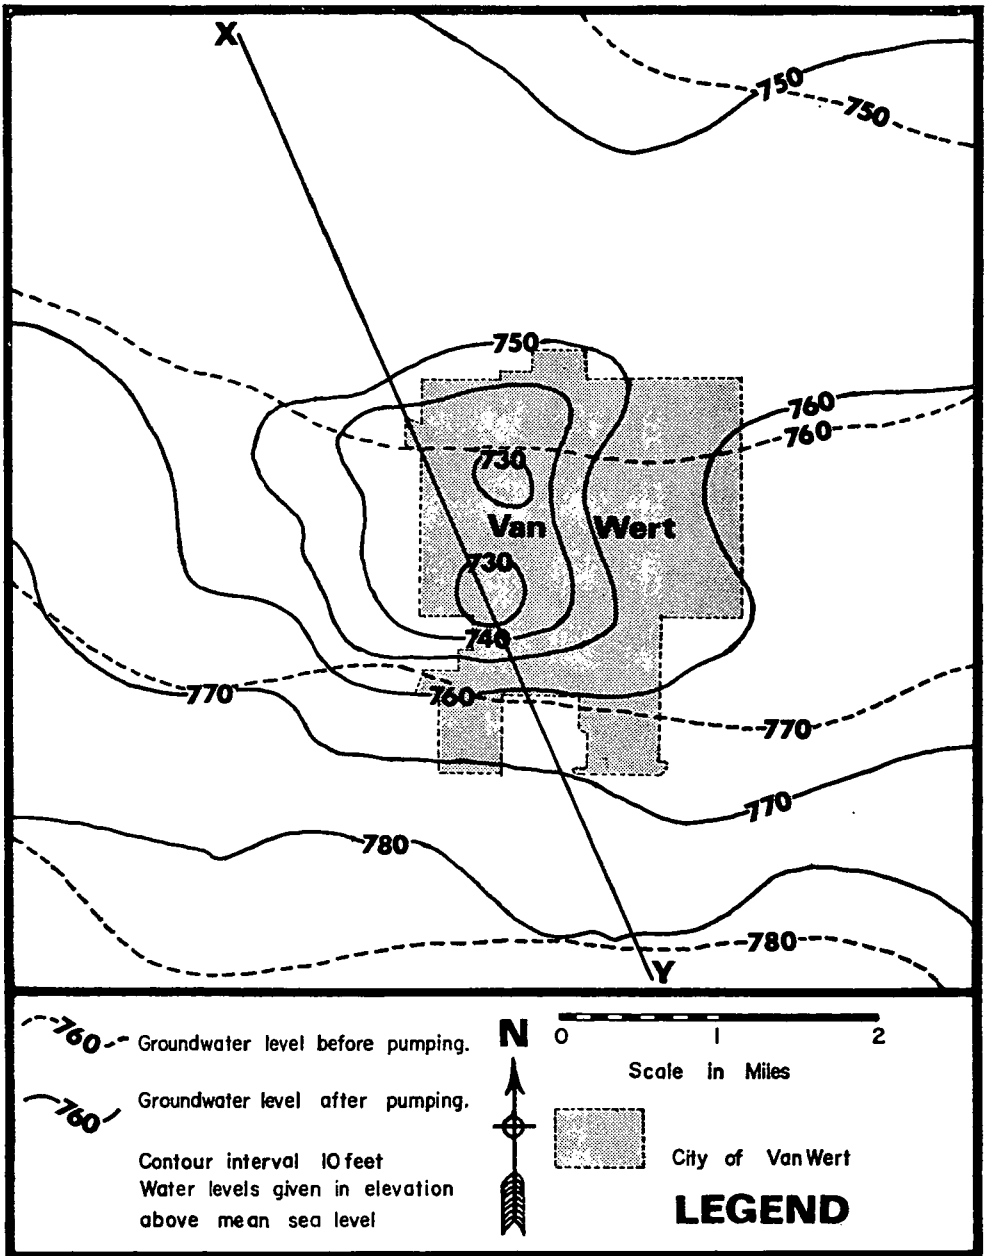 X
750
750
750
760
760
730
Van Wert
730
740
770
760
770
770
780
780
Y
760 Groundwater level before pumping.
760 Groundwater level after pumping.
Contour interval 10 feet
Water levels given in elevation
above mean sea level
N
0 1 2
Scale in Miles
City of Van Wert
LEGEND